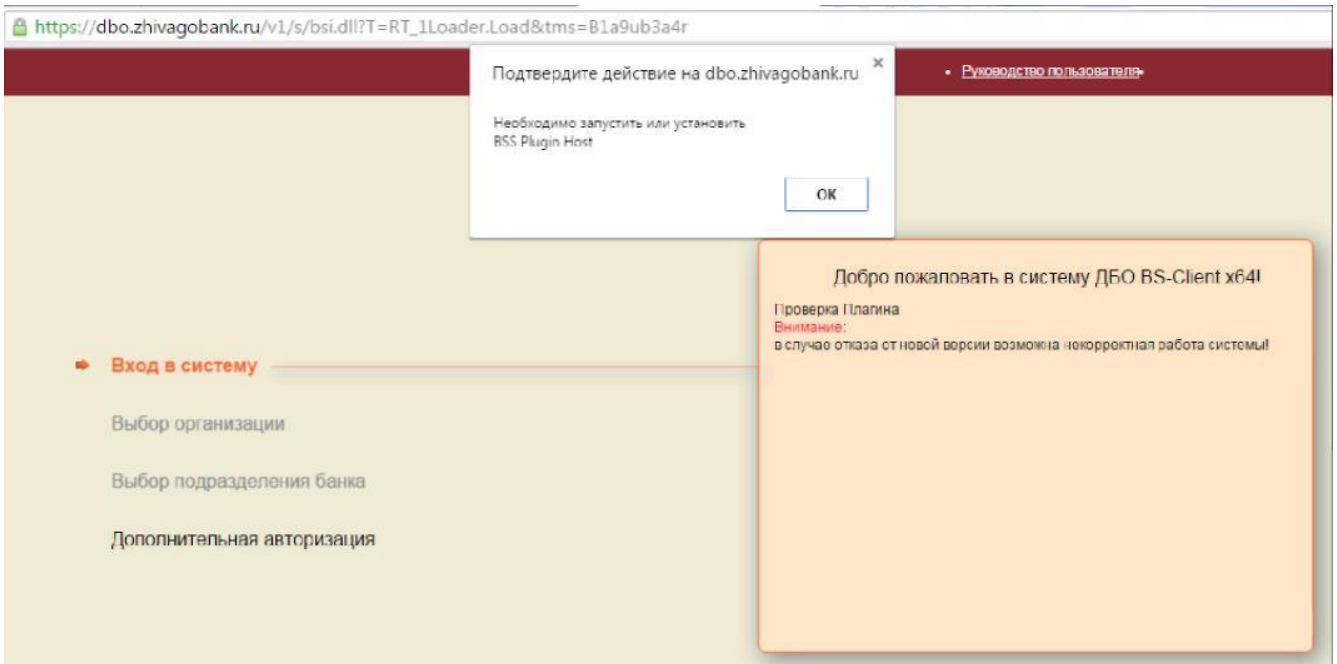 https://dbo.zhivagobank.ru/v1/s/bsi.dll?T=RT_1Loader.Load&tms=B1a9ub3a4r
Подтвердите действие на dbo.zhivagobank.ru ×
Необходимо запустить или установить
BSS Plugin Host
OK
• Руководство пользователя•
Добро пожаловать в систему ДБО BS-Client x64!
Проверка Плагина
Внимание:
в случае отказа от новой версии возможна некорректная работа системы!
Вход в систему
Выбор организации
Выбор подразделения банка
Дополнительная авторизация